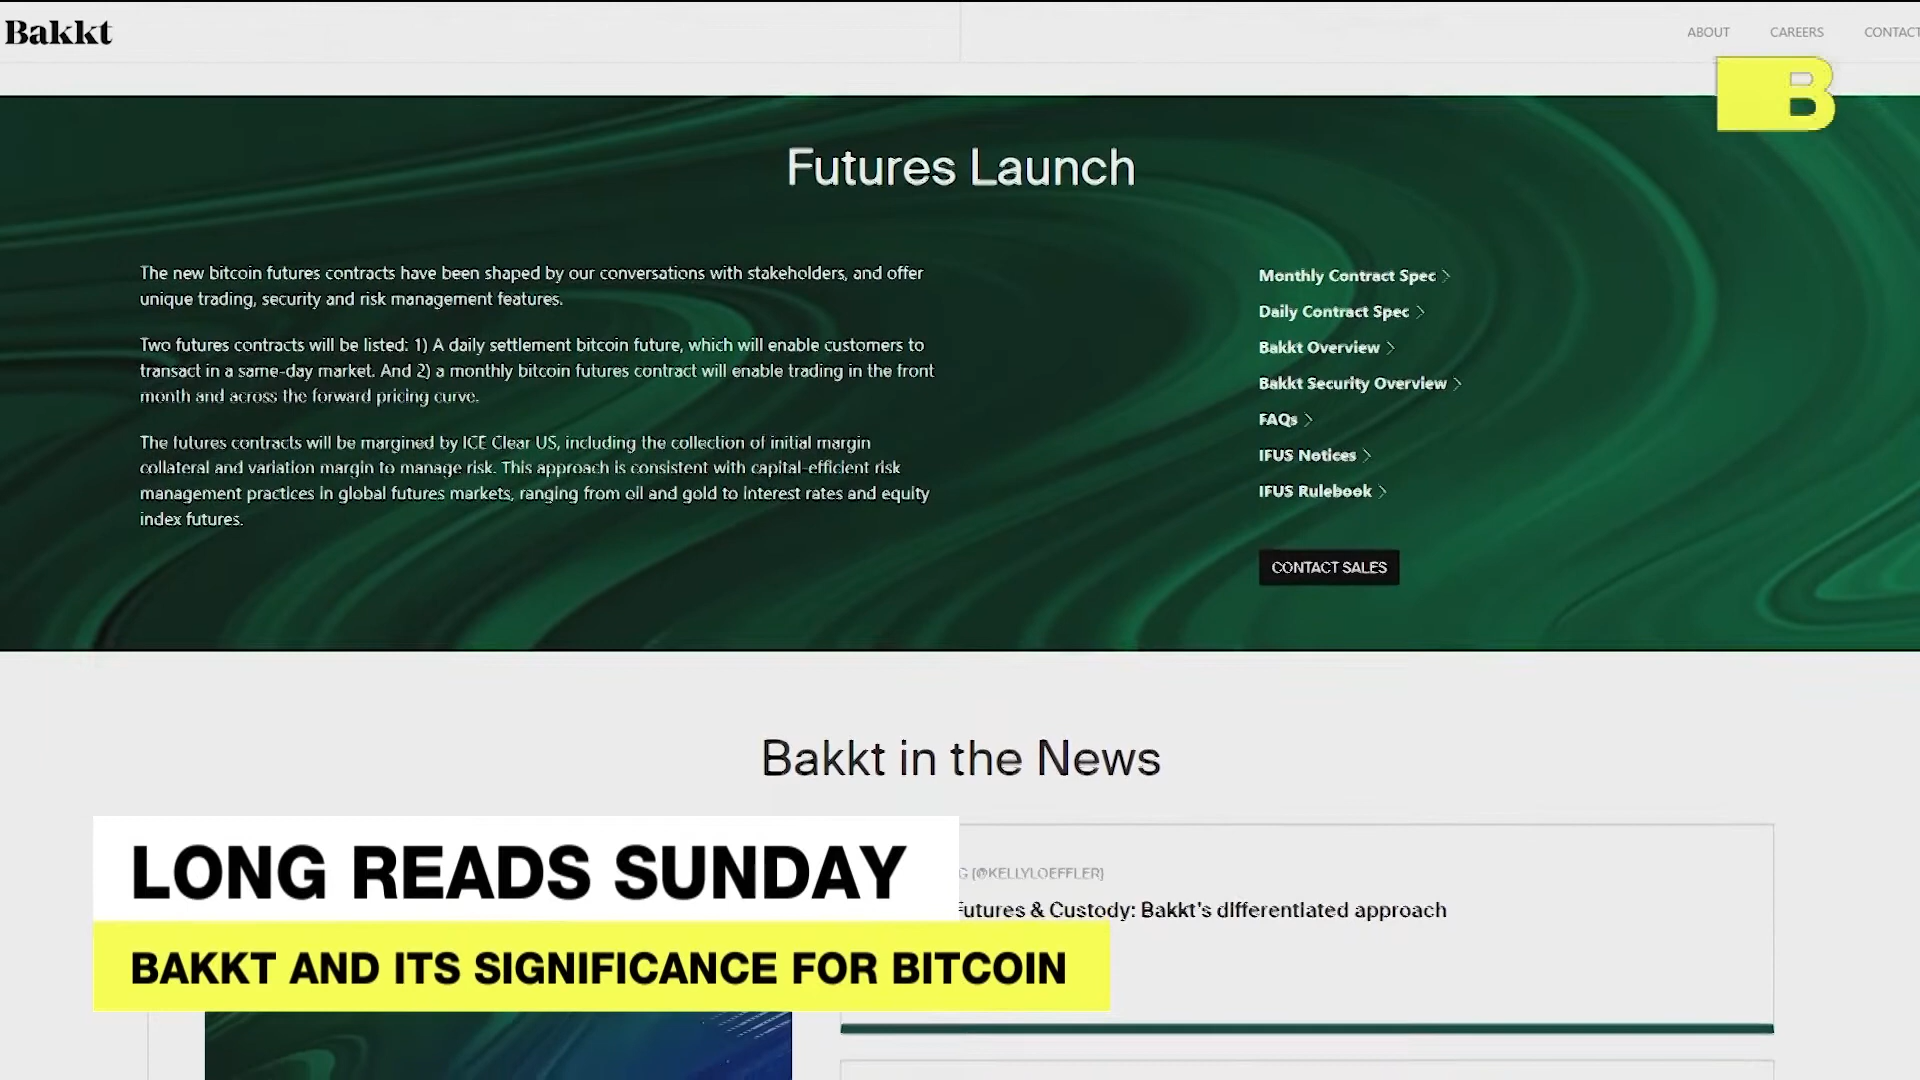 Bakkt
ABOUT CAREERS CONTACT
B
Futures Launch
The new bitcoin futures contracts have been shaped by our conversations with stakeholders, and offer
unique trading, security and risk management features.
Two futures contracts will be listed: 1) A daily settlement bitcoin future, which will enable customers to
transact in a same-day market. And 2) a monthly bitcoin futures contract will enable trading in the front
month and across the forward pricing curve.
The futures contracts will be margined by ICE Clear US, including the collection of initial margin
collateral and variation margin to manage risk. This approach is consistent with capital-efficient risk
management practices in global futures markets, ranging from oil and gold to interest rates and equity
index futures.
Monthly Contract Spec >
Daily Contract Spec >
Bakkt Overview >
Bakkt Security Overview >
FAQs >
IFUS Notices >
IFUS Rulebook >
CONTACT SALES
Bakkt in the News
G (@KELLYLOEFFLER)
Futures & Custody: Bakkt's differentiated approach
LONG READS SUNDAY
BAKKT AND ITS SIGNIFICANCE FOR BITCOIN